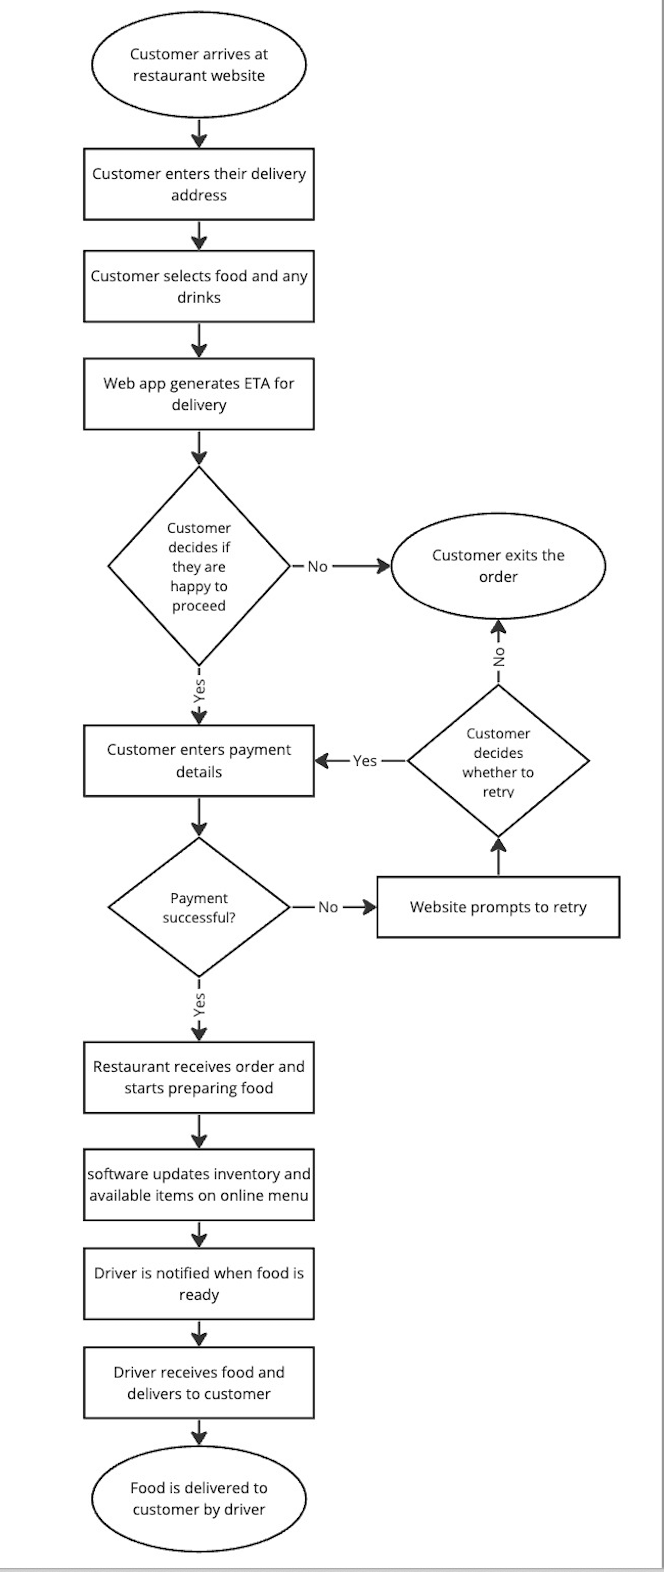 Customer arrives at
restaurant website
Customer enters their delivery
address
Customer selects food and any
drinks
Web app generates ETA for
delivery
Customer
decides if
they are
happy to
proceed
No
Customer exits the
order
Yes
No
Customer enters payment
details
Yes
Customer
decides
whether to
retry
Payment
successful?
No
Website prompts to retry
Yes
Restaurant receives order and
starts preparing food
software updates inventory and
available items on online menu
Driver is notified when food is
ready
Driver receives food and
delivers to customer
Food is delivered to
customer by driver